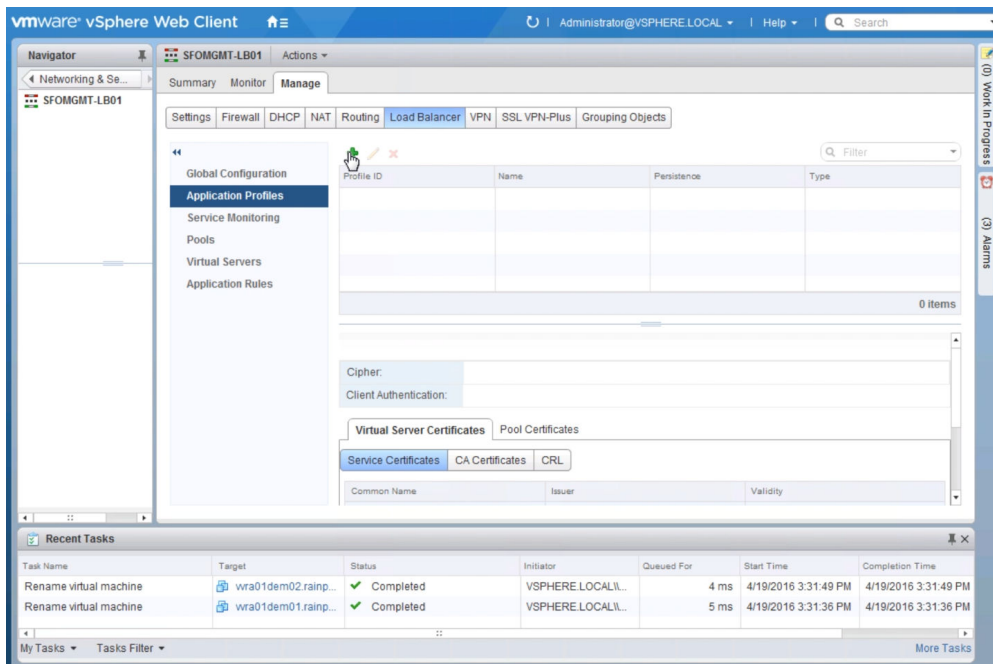 vmware® vSphere Web Client
Administrator@VSPHERE.LOCAL
Help
Search
Navigator
Networking & Se...
SFOMGMT-LB01
SFOMGMT-LB01
Actions
Summary
Monitor
Manage
Settings
Firewall
DHCP
NAT
Routing
Load Balancer
VPN
SSL VPN-Plus
Grouping Objects
Global Configuration
Application Profiles
Service Monitoring
Pools
Virtual Servers
Application Rules
Filter
Profile ID
Name
Persistence
Type
0 items
Cipher:
Client Authentication:
Virtual Server Certificates
Pool Certificates
Service Certificates
CA Certificates
CRL
Common Name
Issuer
Validity
(0) Work In Progress
(3) Alarms
Recent Tasks
Task Name Target Status Initiator Queued For Start Time Completion Time
Rename virtual machine wra01dem02.rainp... Completed VSPHERE.LOCAL\\... 4 ms 4/19/2016 3:31:49 PM 4/19/2016 3:31:49 PM
Rename virtual machine wra01dem01.rainp... Completed VSPHERE.LOCAL\\... 5 ms 4/19/2016 3:31:36 PM 4/19/2016 3:31:36 PM
My Tasks
Tasks Filter
More Tasks